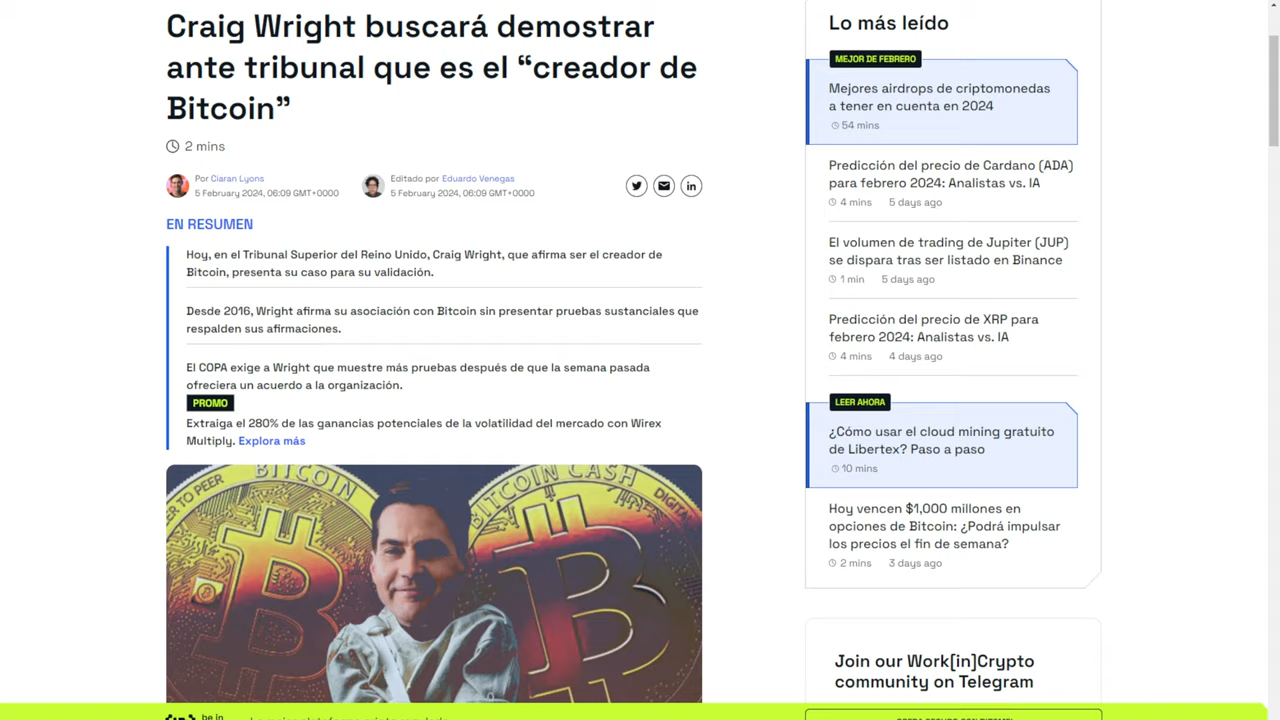 Craig Wright buscará demostrar
ante tribunal que es el “creador de
Bitcoin”
2 mins
Por Ciaran Lyons
5 February 2024, 06:09 GMT+0000
Editado por Eduardo Venegas
5 February 2024, 06:09 GMT+0000
EN RESUMEN
Hoy, en el Tribunal Superior del Reino Unido, Craig Wright, que afirma ser el creador de
Bitcoin, presenta su caso para su validación.
Desde 2016, Wright afirma su asociación con Bitcoin sin presentar pruebas sustanciales que
respalden sus afirmaciones.
El COPA exige a Wright que muestre más pruebas después de que la semana pasada
ofreciera un acuerdo a la organización.
PROMO
Extraiga el 280% de las ganancias potenciales de la volatilidad del mercado con Wirex
Multiply. Explora más
TO PEER
BITCOIN
BITCOIN CASH
DIGITAL
Lo más leído
MEJOR DE FEBRERO
Mejores airdrops de criptomonedas
a tener en cuenta en 2024
54 mins
Predicción del precio de Cardano (ADA)
para febrero 2024: Analistas vs. IA
4 mins 5 days ago
El volumen de trading de Jupiter (JUP)
se dispara tras ser listado en Binance
1 min 5 days ago
Predicción del precio de XRP para
febrero 2024: Analistas vs. IA
4 mins 4 days ago
LEER AHORA
¿Cómo usar el cloud mining gratuito
de Libertex? Paso a paso
10 mins
Hoy vencen $1,000 millones en
opciones de Bitcoin: ¿Podrá impulsar
los precios el fin de semana?
2 mins 3 days ago
Join our Work[in]Crypto
community on Telegram
be in